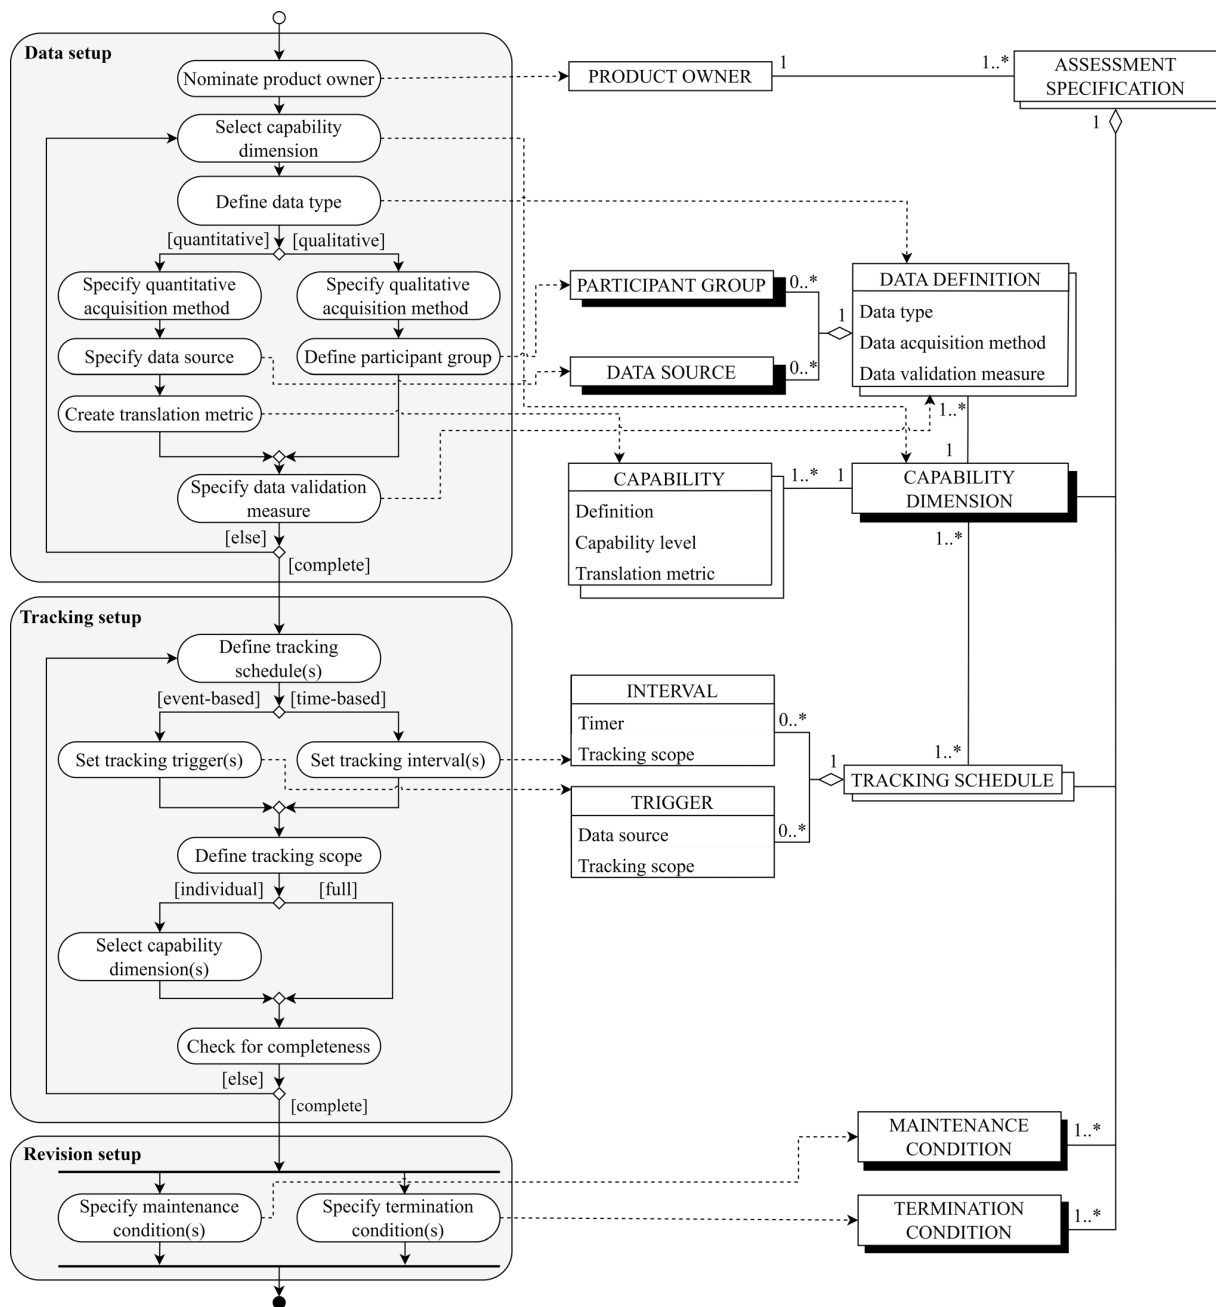 Data setup
Nominate product owner
Select capability
dimension
Define data type
[quantitative]
[qualitative]
Specify quantitative
acquisition method
Specify qualitative
acquisition method
Specify data source
Define participant group
Create translation metric
Specify data validation
measure
[else]
[complete]
Tracking setup
Define tracking
schedule(s)
[event-based]
[time-based]
Set tracking trigger(s)
Set tracking interval(s)
Define tracking scope
[individual]
[full]
Select capability
dimension(s)
Check for completeness
[else]
[complete]
Revision setup
Specify maintenance
condition(s)
Specify termination
condition(s)
PRODUCT OWNER
1
1..*
ASSESSMENT
SPECIFICATION
1
PARTICIPANT GROUP
0..*
DATA SOURCE
0..*
1
DATA DEFINITION
Data type
Data acquisition method
Data validation measure
1..*
1
CAPABILITY
Definition
Capability level
Translation metric
1..*
1
CAPABILITY
DIMENSION
1..*
INTERVAL
Timer
Tracking scope
0..*
TRIGGER
Data source
Tracking scope
0..*
1
1..*
TRACKING SCHEDULE
MAINTENANCE
CONDITION
1..*
TERMINATION
CONDITION
1..*